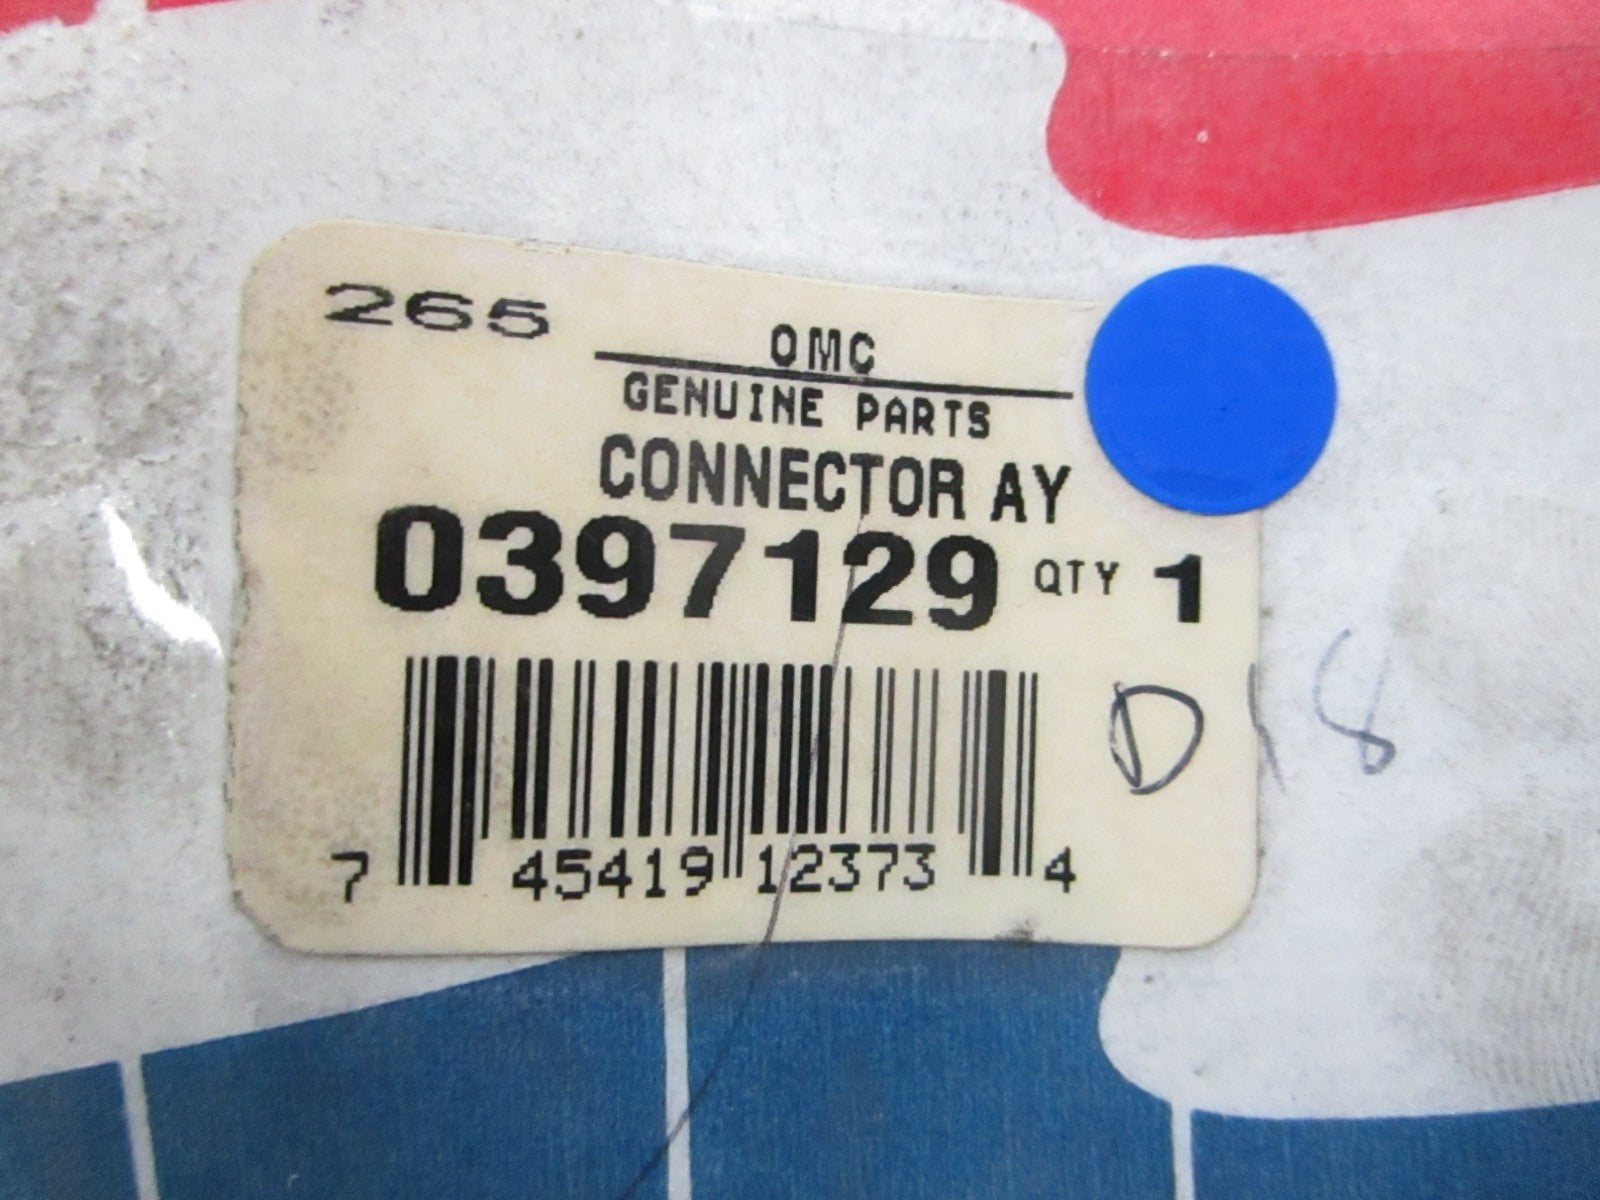 265
OMC
GENUINE PARTS
CONNECTOR AY
0397129 QTY 1
D18
7 45419 12373 4